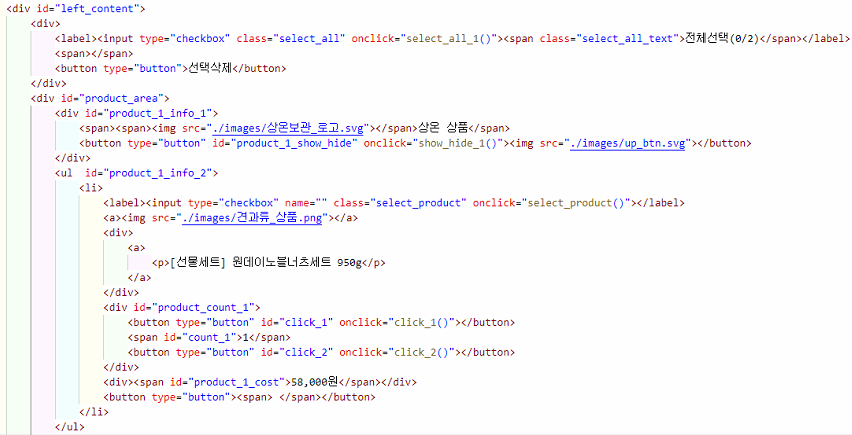 <div id="left_content">
<div>
<label><input type="checkbox" class="select_all" onclick="select_all_1()"><span class="select_all_text">전체선택(0/2)</span></label>
<span></span>
<button type="button">선택삭제</button>
</div>
<div id="product_area">
<div id="product_1_info_1">
<span><span><img src="./images/상온보관_로고.svg"></span>상온 상품</span>
<button type="button" id="product_1_show_hide" onclick="show_hide_1()"><img src="./images/up_btn.svg"></button>
</div>
<ul  id="product_1_info_2">
<li>
<label><input type="checkbox" name="" class="select_product" onclick="select_product()"></label>
<a><img src="./images/견과류_상품.png"></a>
<div>
<a>
<p>[선물세트] 원데이노블너츠세트 950g</p>
</a>
</div>
<div id="product_count_1">
<button type="button" id="click_1" onclick="click_1()"></button>
<span id="count_1">1</span>
<button type="button" id="click_2" onclick="click_2()"></button>
</div>
<div><span id="product_1_cost">58,000원</span></div>
<button type="button"><span> </span></button>
</li>
</ul>